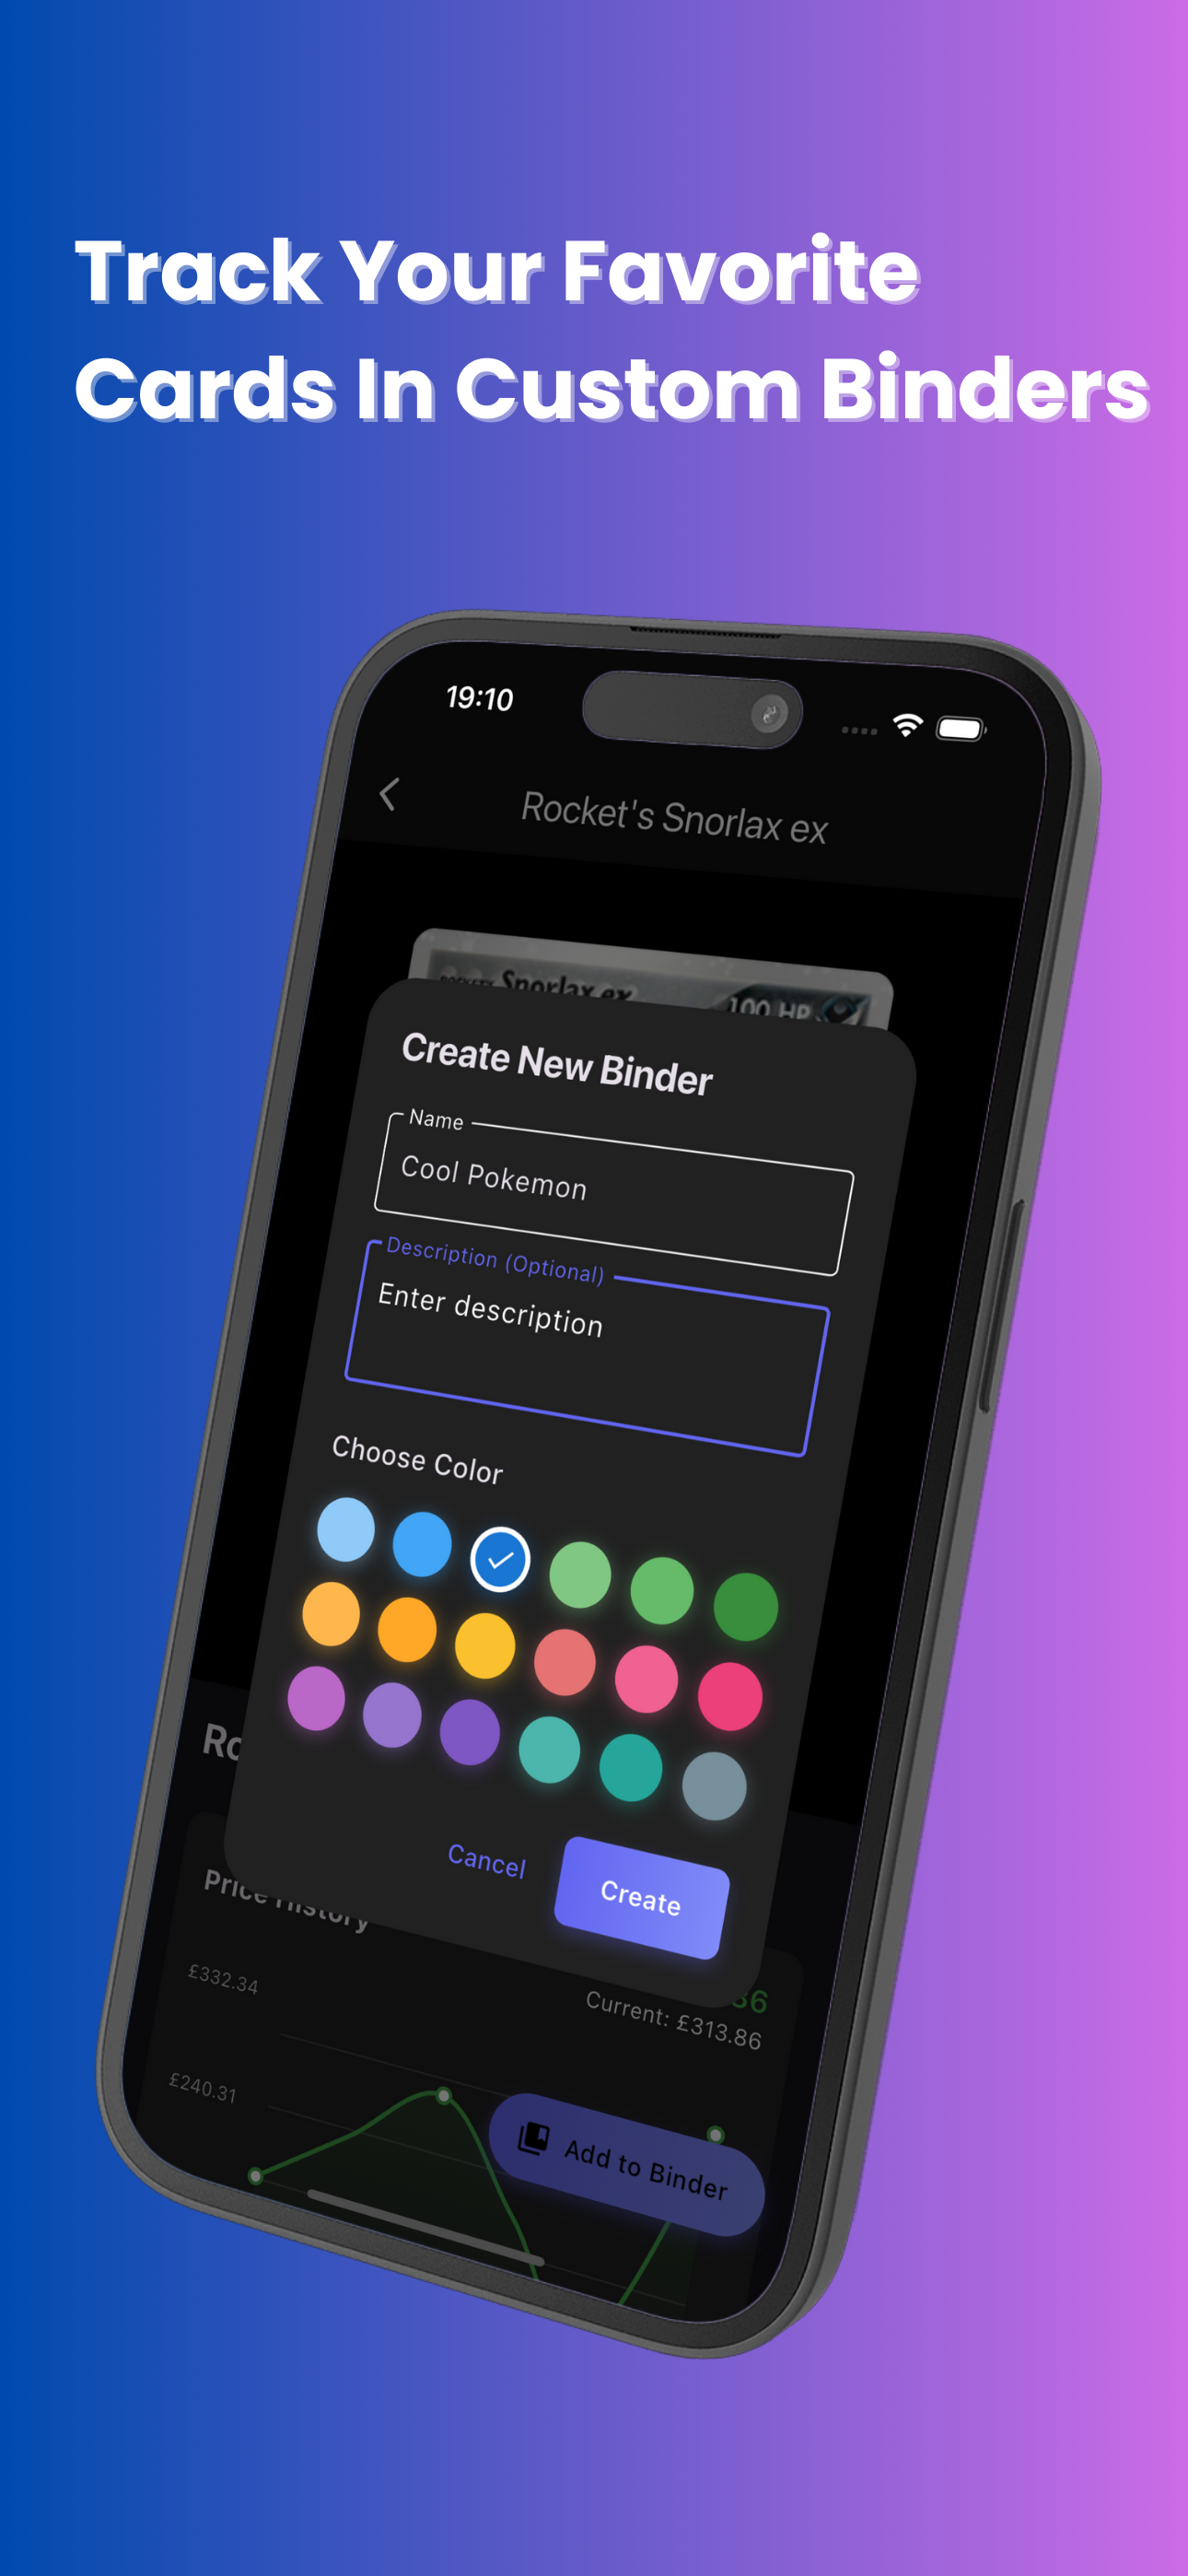 Track Your Favorite
Cards In Custom Binders
19:10
Rocket's Snorlax ex
Snorlax ex 100 HP
Create New Binder
Name
Cool Pokemon
Description (Optional)
Enter description
Choose Color
Cancel
Create
Price History
£332.34
Current: £313.86
£240.31
Add to Binder